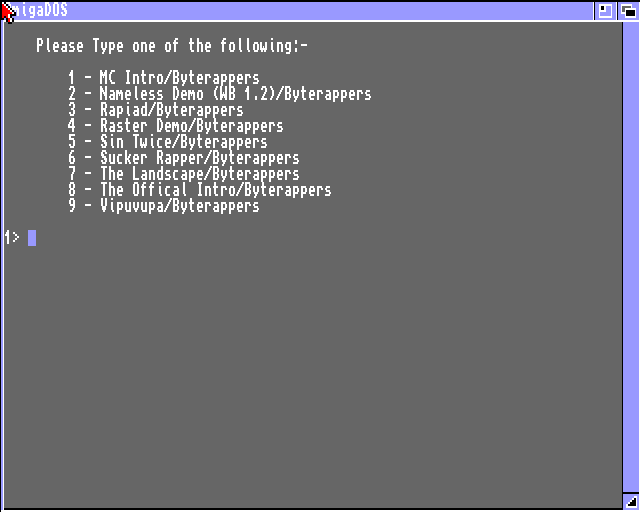 AmigaDOS
Please Type one of the following:-
1 - MC Intro/Byterappers
2 - Nameless Demo (WB 1.2)/Byterappers
3 - Rapiad/Byterappers
4 - Raster Demo/Byterappers
5 - Sin Twice/Byterappers
6 - Sucker Rapper/Byterappers
7 - The Landscape/Byterappers
8 - The Offical Intro/Byterappers
9 - Vipuvupa/Byterappers
1>